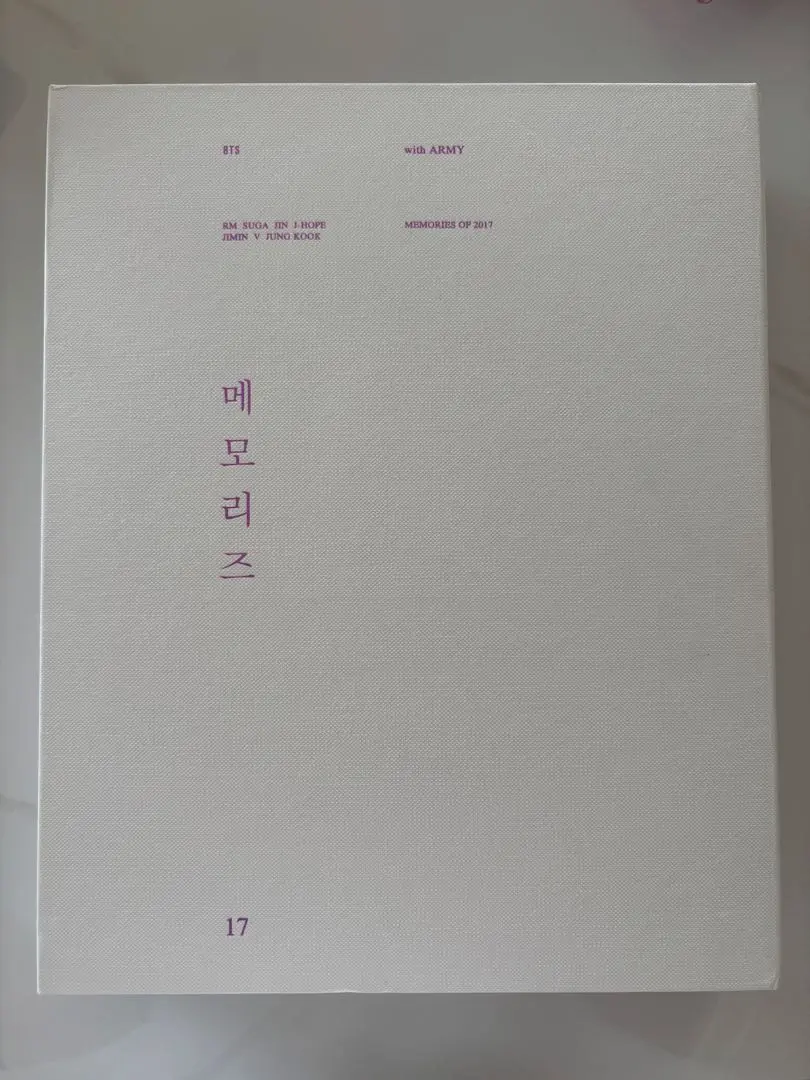 BTS
with ARMY
RM SUGA JIN J-HOPE
JIMIN V JUNG KOOK
MEMORIES OF 2017
메모리즈
17